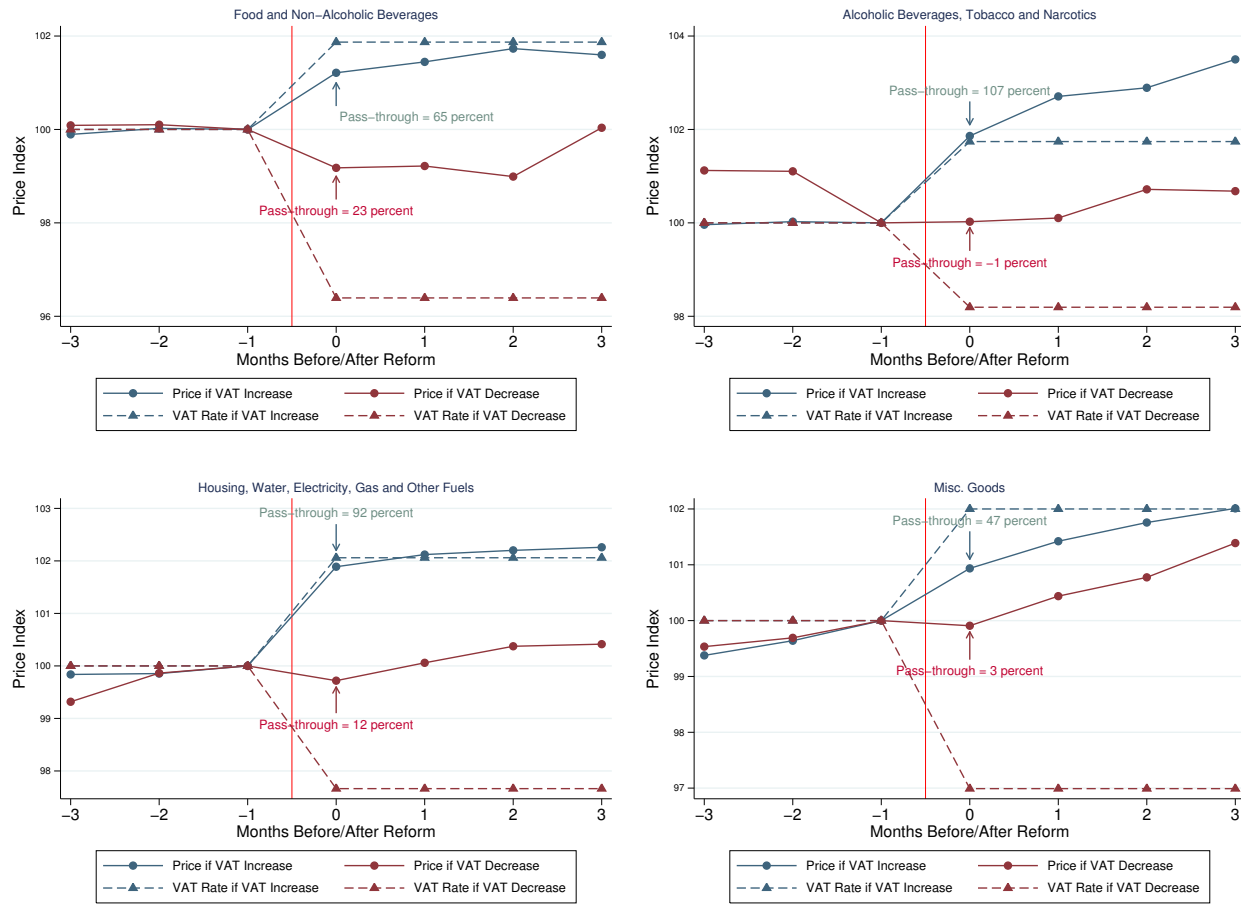 Food and Non−Alcoholic Beverages
102
100
98
96
Price Index
Pass−through = 65 percent
Pass−through = 23 percent
−3 −2 −1 0 1 2 3
Months Before/After Reform
Price if VAT Increase Price if VAT Decrease
VAT Rate if VAT Increase VAT Rate if VAT Decrease
Alcoholic Beverages, Tobacco and Narcotics
104
102
100
98
Price Index
Pass−through = 107 percent
Pass−through = −1 percent
−3 −2 −1 0 1 2 3
Months Before/After Reform
Price if VAT Increase Price if VAT Decrease
VAT Rate if VAT Increase VAT Rate if VAT Decrease
Housing, Water, Electricity, Gas and Other Fuels
103
102
101
100
99
98
Price Index
Pass−through = 92 percent
Pass−through = 12 percent
−3 −2 −1 0 1 2 3
Months Before/After Reform
Price if VAT Increase Price if VAT Decrease
VAT Rate if VAT Increase VAT Rate if VAT Decrease
Misc. Goods
102
101
100
99
98
97
Price Index
Pass−through = 47 percent
Pass−through = 3 percent
−3 −2 −1 0 1 2 3
Months Before/After Reform
Price if VAT Increase Price if VAT Decrease
VAT Rate if VAT Increase VAT Rate if VAT Decrease